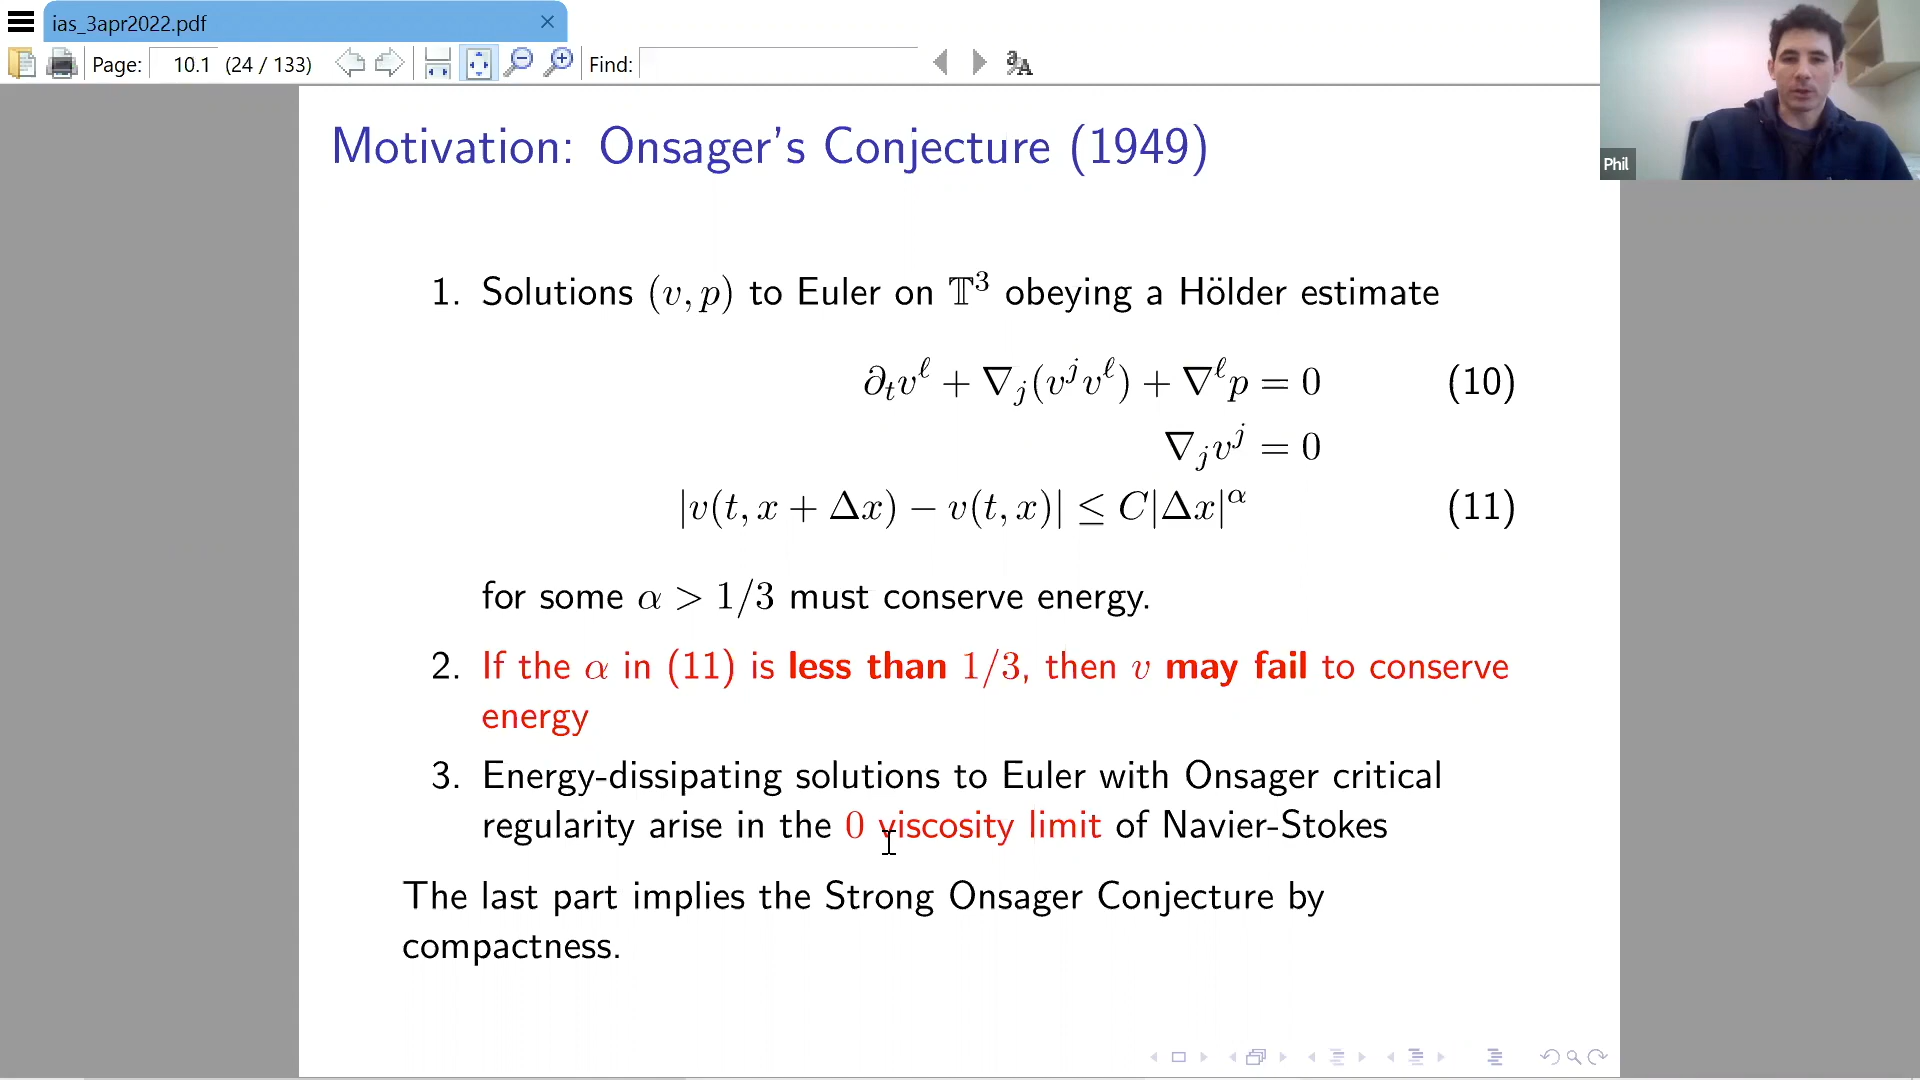 ias_3apr2022.pdf
Page: 10.1 (24 / 133) Find:
Phil
Motivation: Onsager's Conjecture (1949)
1. Solutions (v, p) to Euler on 𝕋³ obeying a Hölder estimate
∂ₜv^ℓ + ∇ⱼ(v^j v^ℓ) + ∇^ℓ p = 0 (10)
∇ⱼv^j = 0
|v(t, x + Δx) − v(t, x)| ≤ C|Δx|^α (11)
for some α > 1/3 must conserve energy.
2. If the α in (11) is less than 1/3, then v may fail to conserve
energy
3. Energy-dissipating solutions to Euler with Onsager critical
regularity arise in the 0 viscosity limit of Navier-Stokes
The last part implies the Strong Onsager Conjecture by
compactness.